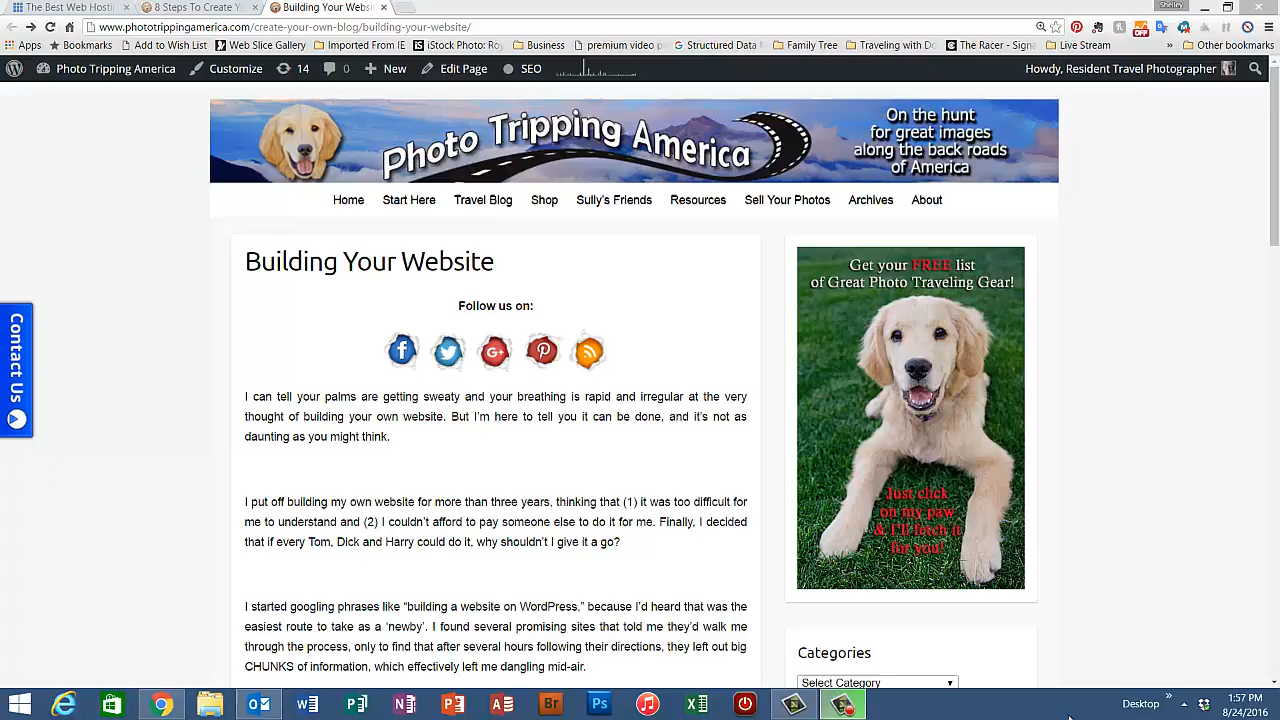 The Best Web Hosti
8 Steps To Create Yo
Building Your Websi
Shelley
www.phototrippingamerica.com/create-your-own-blog/building-your-website/
Apps Bookmarks Add to Wish List Web Slice Gallery Imported From IE iStock Photo: Roy Business premium video p Structured Data Family Tree Traveling with D The Racer - Signa Live Stream » Other bookmarks
Photo Tripping America Customize 14 0 New Edit Page SEO Howdy, Resident Travel Photographer
Photo Tripping America
On the hunt
for great images
along the back roads
of America
Home Start Here Travel Blog Shop Sully's Friends Resources Sell Your Photos Archives About
Building Your Website
Follow us on:
I can tell your palms are getting sweaty and your breathing is rapid and irregular at the very
thought of building your own website. But I'm here to tell you it can be done, and it's not as
daunting as you might think.
I put off building my own website for more than three years, thinking that (1) it was too difficult for
me to understand and (2) I couldn't afford to pay someone else to do it for me. Finally, I decided
that if every Tom, DIck and Harry could do it, why shouldn't I give it a go?
I started googling phrases like "building a website on WordPress," because I'd heard that was the
easiest route to take as a 'newby'. I found several promising sites that told me they'd walk me
through the process, only to find that after several hours following their directions, they left out big
CHUNKS of information, which effectively left me dangling mid-air.
Contact Us
Get your FREE list
of Great Photo Traveling Gear!
Just click
on my paw
& I'll fetch it
for you!
Categories
Select Category
Desktop »
1:57 PM
8/24/2016